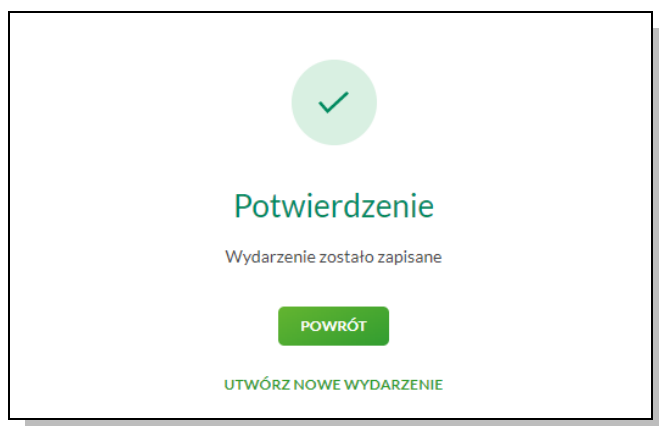 Potwierdzenie
Wydarzenie zostało zapisane
POWRÓT
UTWÓRZ NOWE WYDARZENIE